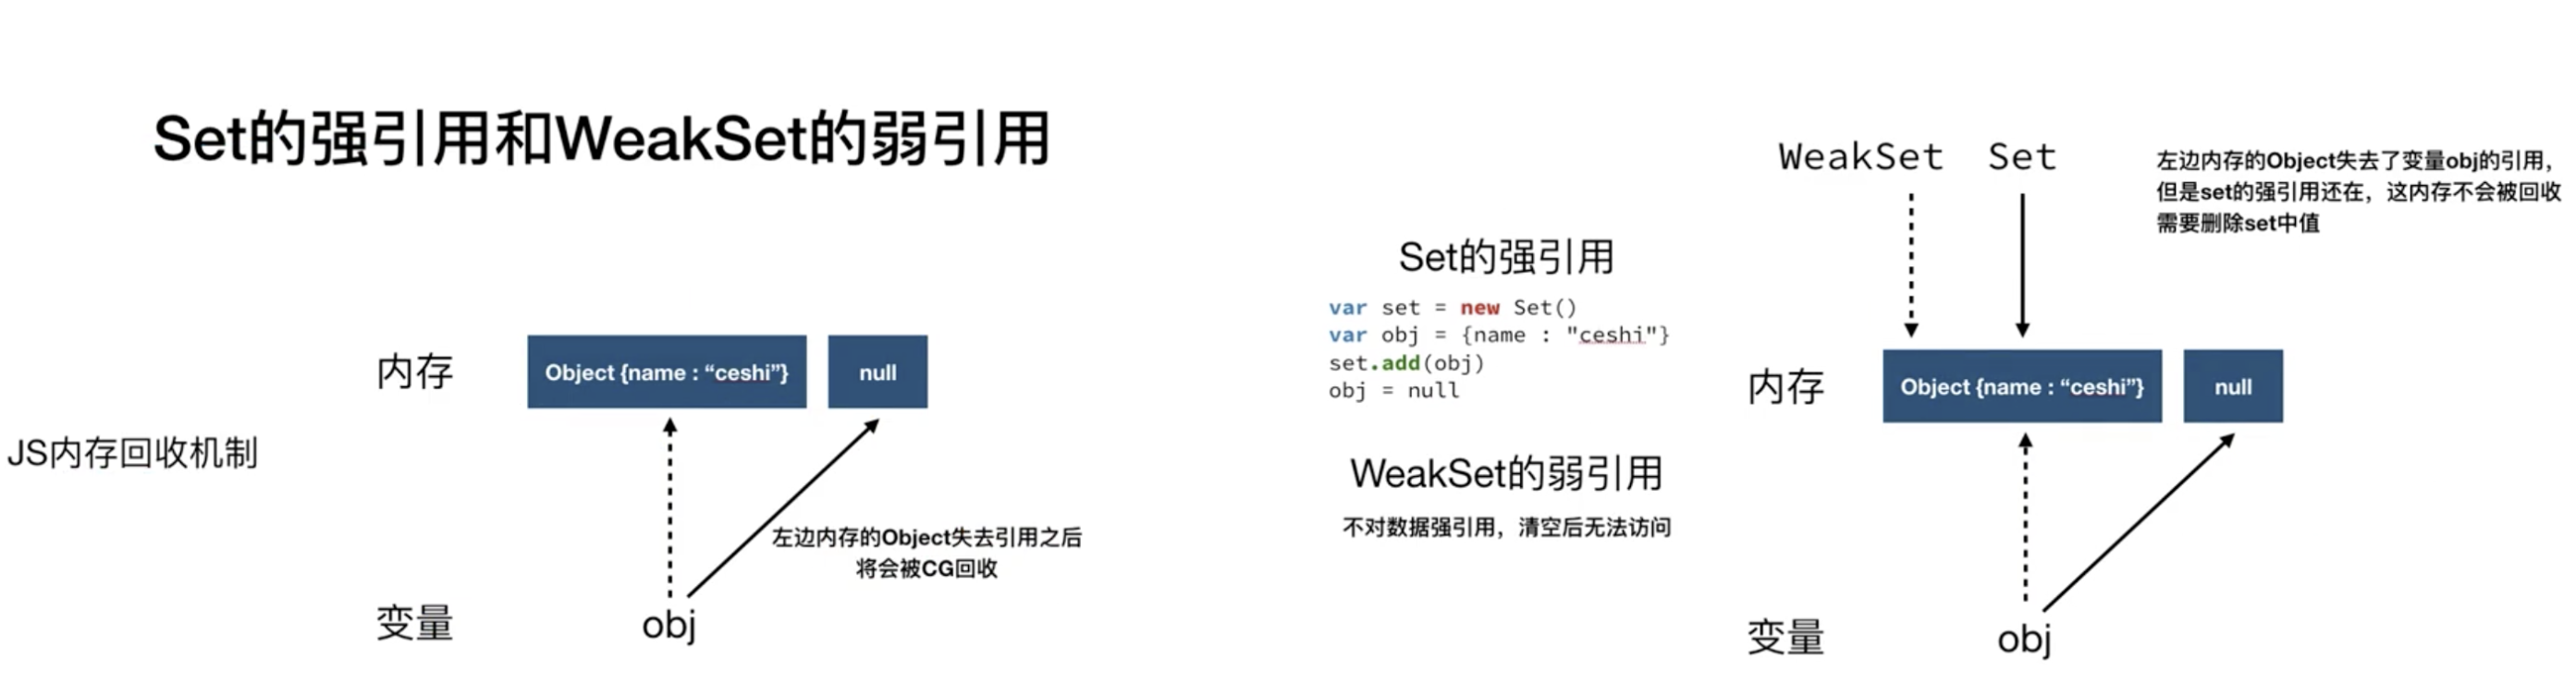 Set的强引用和WeakSet的弱引用
JS内存回收机制
内存
Object {name : “ceshi”}
null
左边内存的Object失去引用之后
将会被CG回收
变量
obj
Set的强引用
var set = new Set()
var obj = {name : "ceshi"}
set.add(obj)
obj = null
WeakSet的弱引用
不对数据强引用，清空后无法访问
WeakSet
Set
左边内存的Object失去了变量obj的引用，
但是set的强引用还在，这内存不会被回收
需要删除set中值
内存
Object {name : “ceshi”}
null
变量
obj